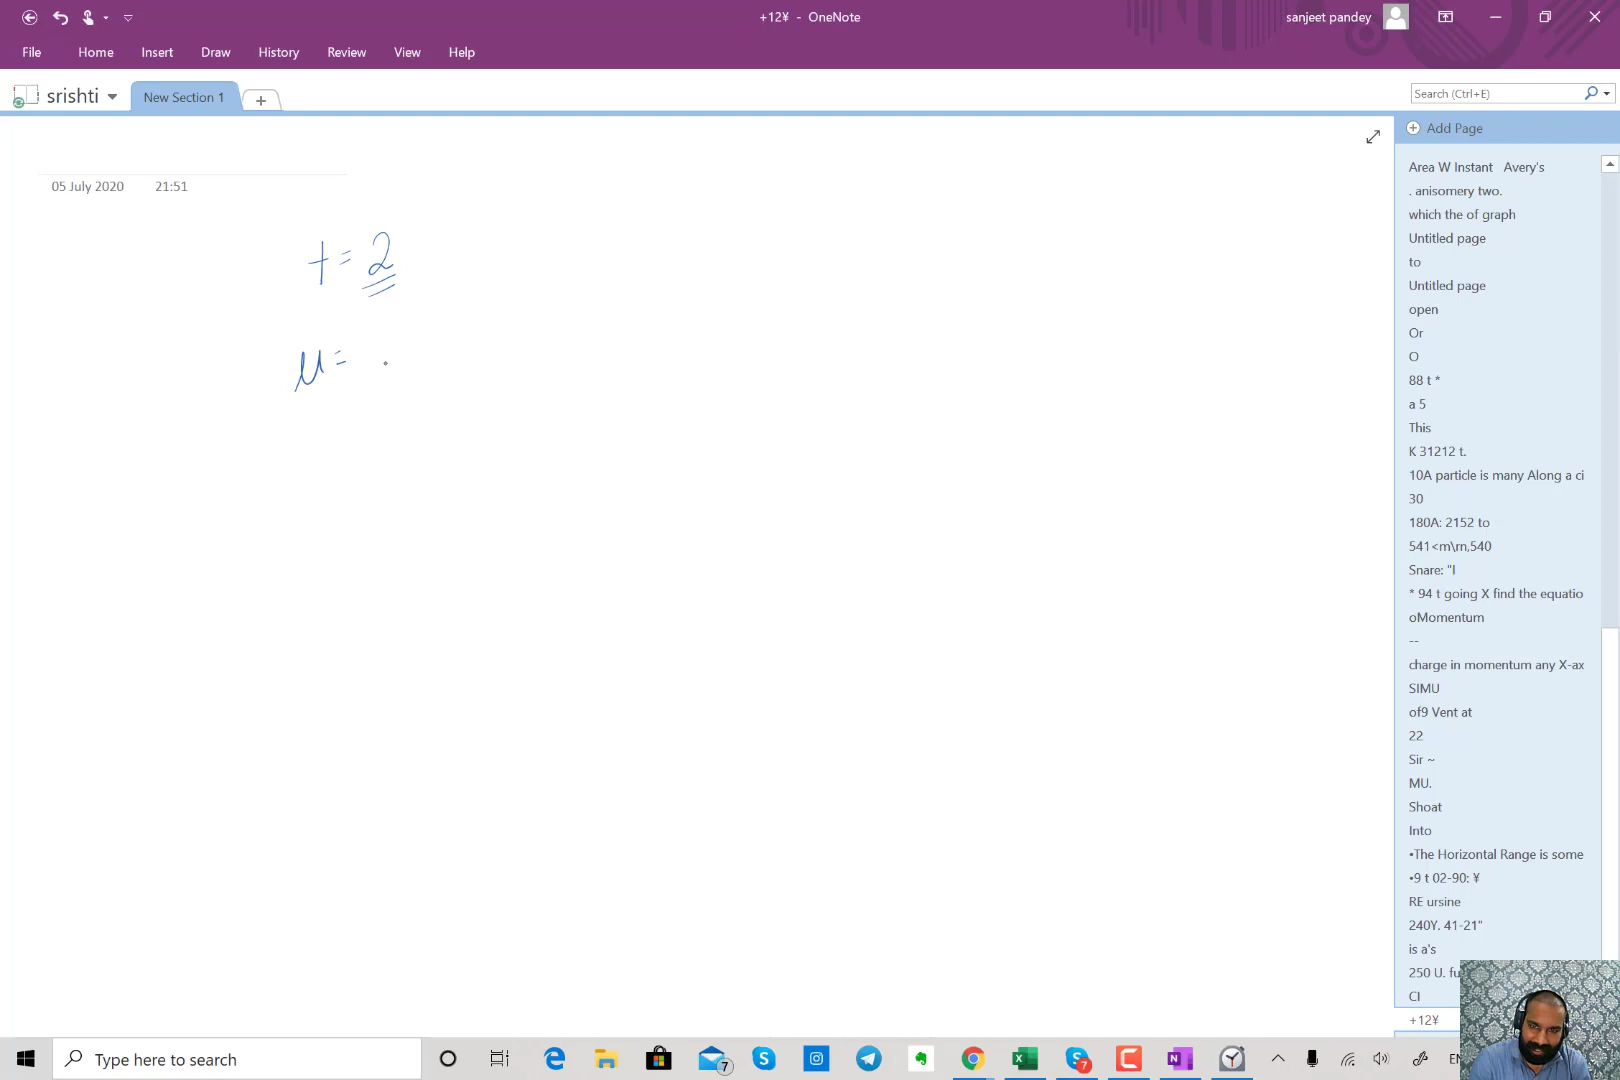 +12¥ - OneNote
sanjeet pandey
File Home Insert Draw History Review View Help
srishti
New Section 1
Search (Ctrl+E)
Add Page
05 July 2020 21:51
t = 2
μ =
Area W Instant Avery's
. anisomery two.
which the of graph
Untitled page
to
Untitled page
open
Or
O
88 t *
a 5
This
K 31212 t.
10A particle is many Along a ci
30
180A: 2152 to
541<m\rn,540
Snare: "I
* 94 t going X find the equatio
oMomentum
--
charge in momentum any X-ax
SIMU
of9 Vent at
22
Sir ~
MU.
Shoat
Into
•The Horizontal Range is some
•9 t 02-90: ¥
RE ursine
240Y. 41-21"
is a's
250 U. fu
CI
+12¥
Type here to search
7
7